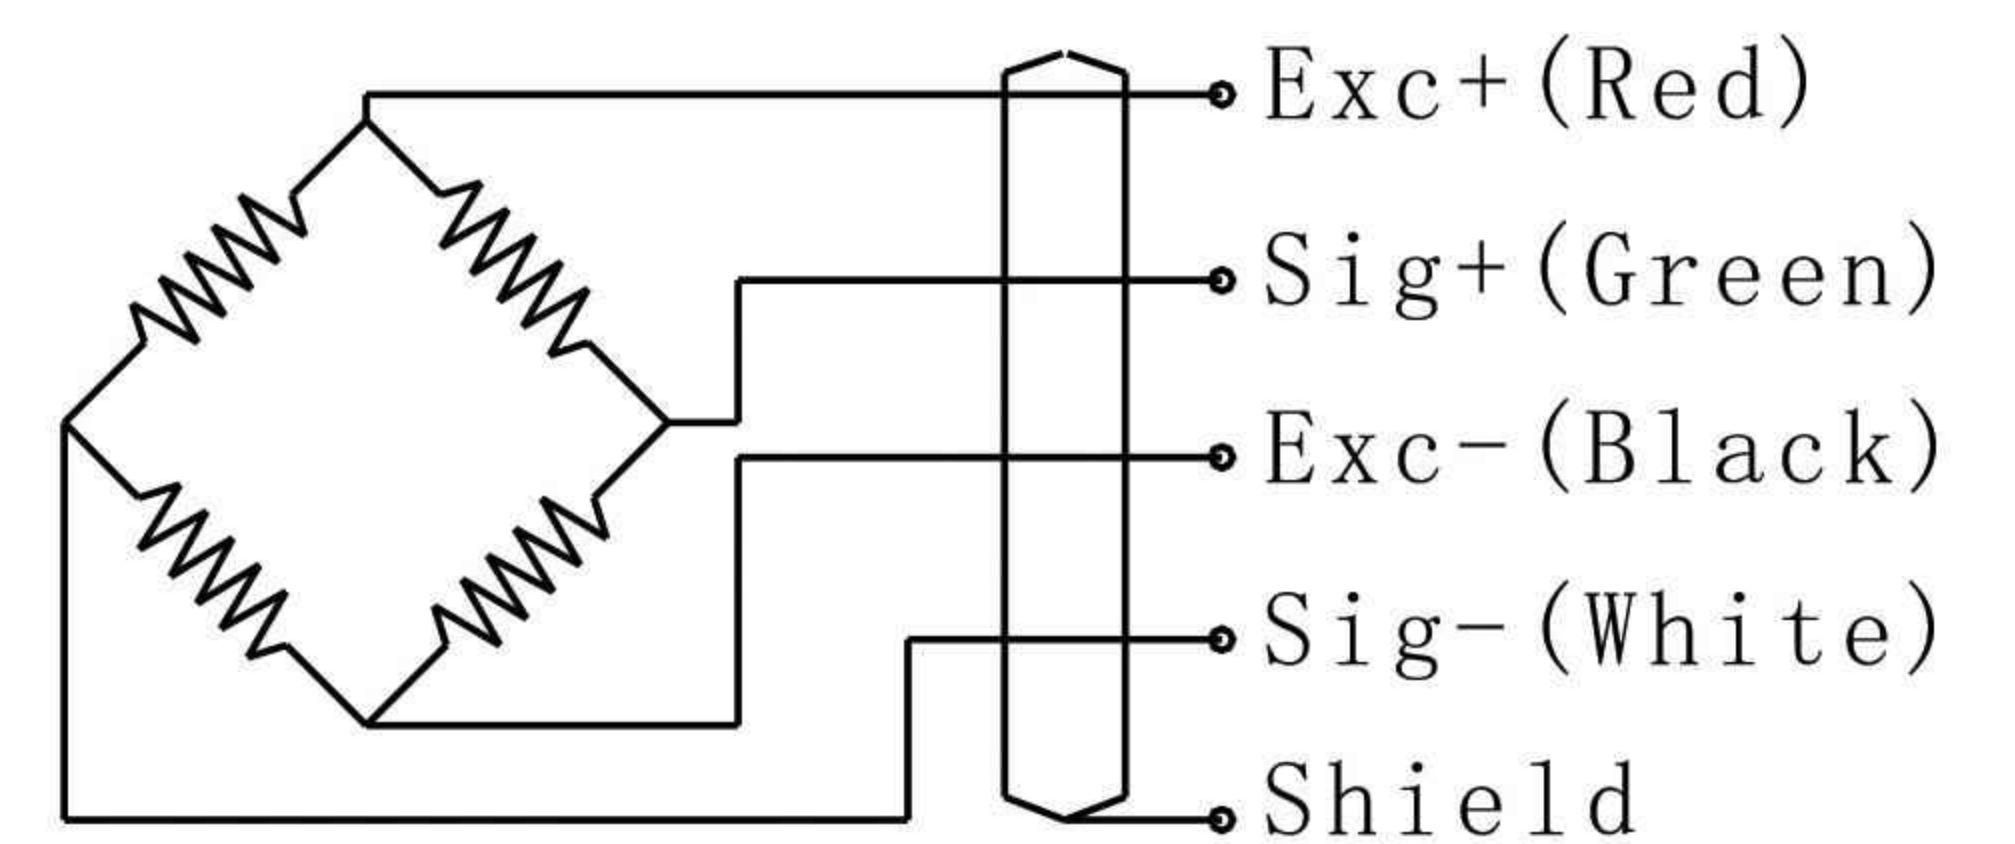 Exc+(Red)
Sig+(Green)
Exc-(Black)
Sig-(White)
Shield